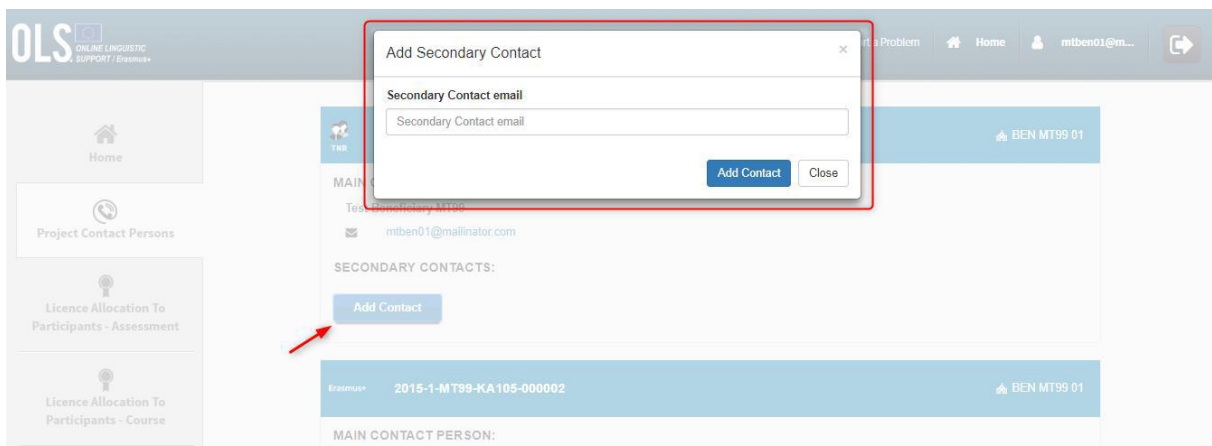 OLS
ONLINE LINGUISTIC
SUPPORT / Erasmus+
Add Secondary Contact
×
Problem
Home
mtben01@m...
Secondary Contact email
Secondary Contact email
Add Contact
Close
Home
Project Contact Persons
Licence Allocation To
Participants - Assessment
Licence Allocation To
Participants - Course
TNR
BEN MT99 01
MAIN
Test Beneficiary MT99
mtben01@mailinator.com
SECONDARY CONTACTS:
Add Contact
Erasmus+
2015-1-MT99-KA105-000002
BEN MT99 01
MAIN CONTACT PERSON: